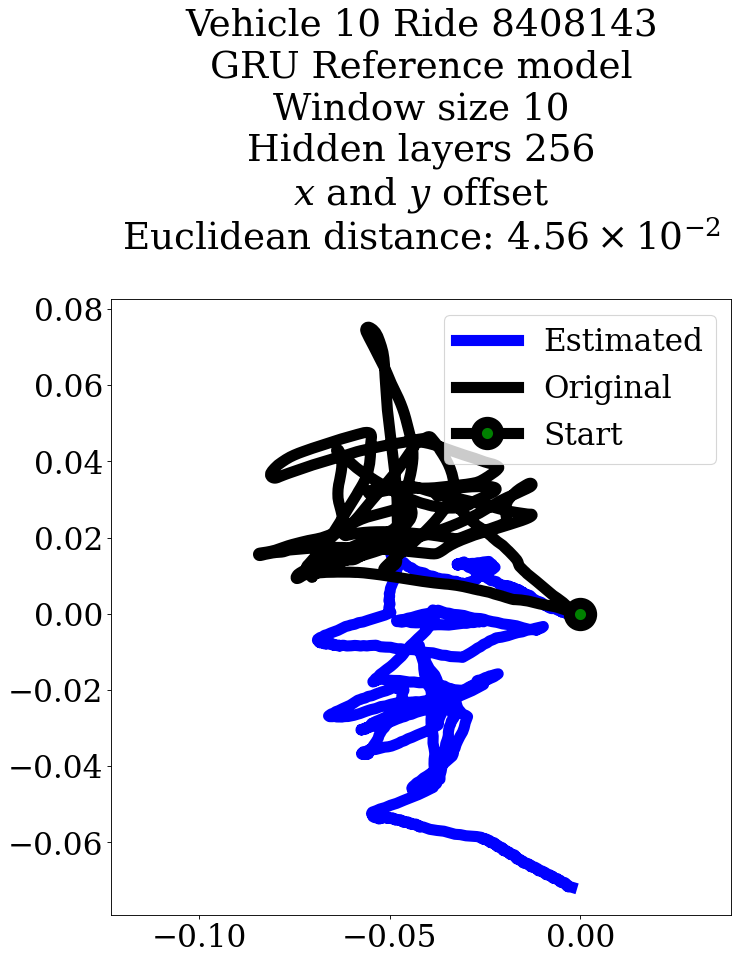 Vehicle 10 Ride 8408143
GRU Reference model
Window size 10
Hidden layers 256
x and y offset
Euclidean distance: 4.56 × 10⁻²
Estimated
Original
Start
0.08
0.06
0.04
0.02
0.00
−0.02
−0.04
−0.06
−0.10 −0.05 0.00